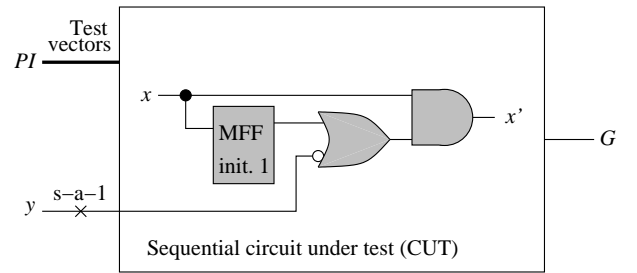 Test
vectors
PI
x
MFF
init. 1
x'
G
s–a–1
y
Sequential circuit under test (CUT)